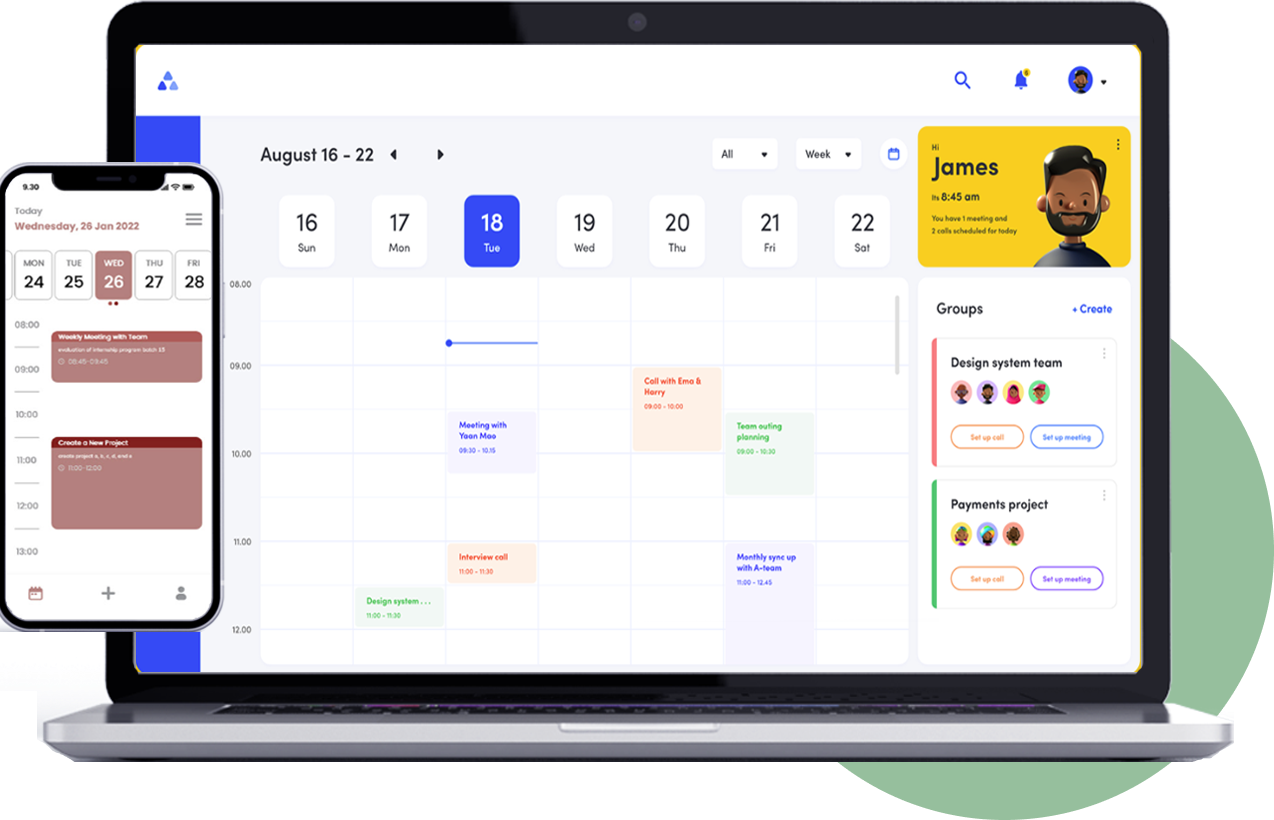 August 16 - 22
All
Week
16
Sun
17
Mon
18
Tue
19
Wed
20
Thu
21
Fri
22
Sat
08.00
09.00
10.00
11.00
12.00
Call with Ema &
Harry
09:00 - 10:00
Meeting with
Yoan Mao
09:30 - 10.15
Team outing
planning
09:00 - 10:30
Interview call
11:00 - 11:30
Monthly sync up
with A-team
11:00 - 12.45
Design system . . .
11:00 - 11:30
Hi
James
Its 8:45 am
You have 1 meeting and
2 calls scheduled for today
Groups
+ Create
Design system team
Set up call
Set up meeting
Payments project
Set up call
Set up meeting
9.30
Today
Wednesday, 26 Jan 2022
MON
24
TUE
25
WED
26
THU
27
FRI
28
08:00
09:00
10:00
11:00
12:00
13:00
Weekly Meeting with Team
evaluation of internship program batch
08:45-09:45
Create a New Project
create project a, b, c, d, and e
11:00-12:00